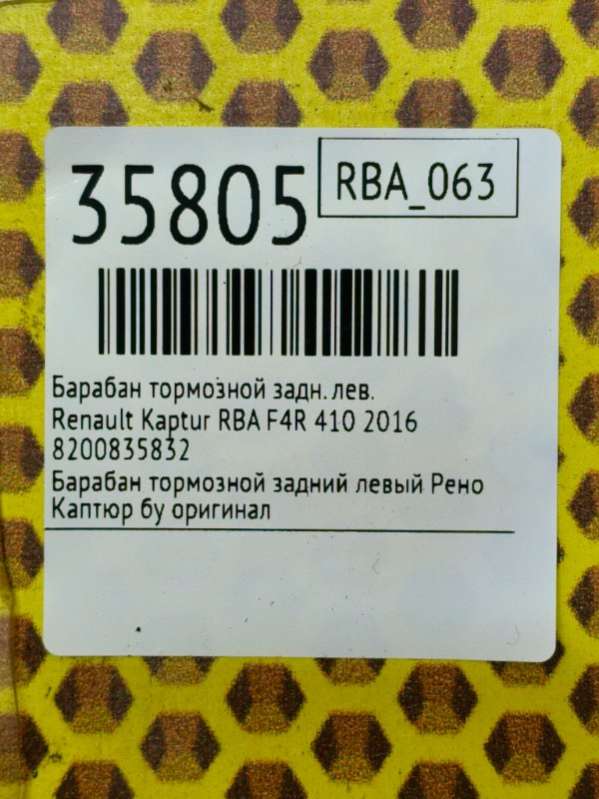 35805
RBA_063
Барабан тормозной задн. лев.
Renault Kaptur RBA F4R 410 2016
8200835832
Барабан тормозной задний левый Рено
Каптюр бу оригинал